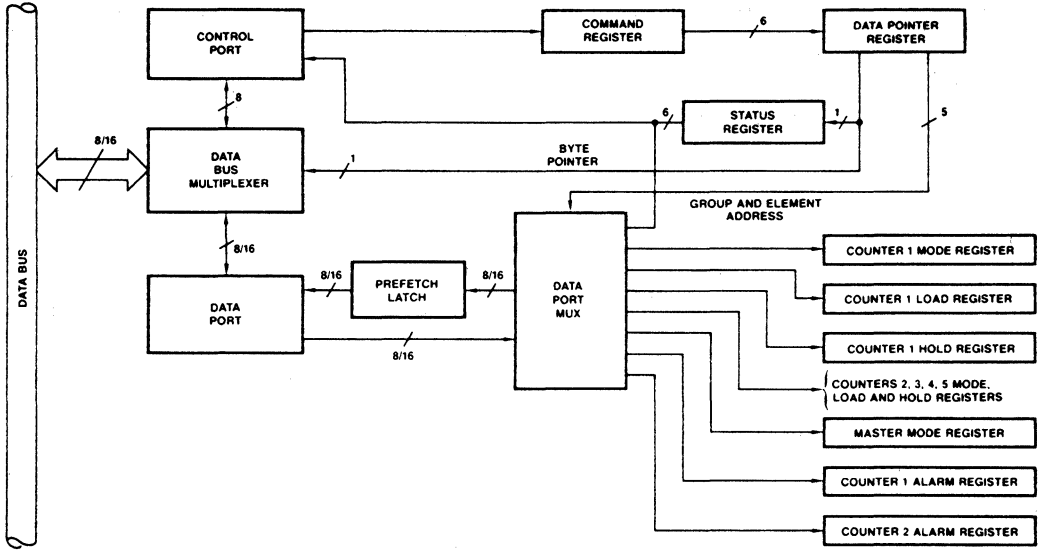 CONTROL
PORT
COMMAND
REGISTER
6
DATA POINTER
REGISTER
8
6
STATUS
REGISTER
1
5
8/16
DATA
BUS
MULTIPLEXER
1
BYTE
POINTER
GROUP AND ELEMENT
ADDRESS
8/16
DATA BUS
DATA
PORT
8/16
PREFETCH
LATCH
8/16
8/16
DATA
PORT
MUX
COUNTER 1 MODE REGISTER
COUNTER 1 LOAD REGISTER
COUNTER 1 HOLD REGISTER
COUNTERS 2, 3, 4, 5 MODE,
LOAD AND HOLD REGISTERS
MASTER MODE REGISTER
COUNTER 1 ALARM REGISTER
COUNTER 2 ALARM REGISTER